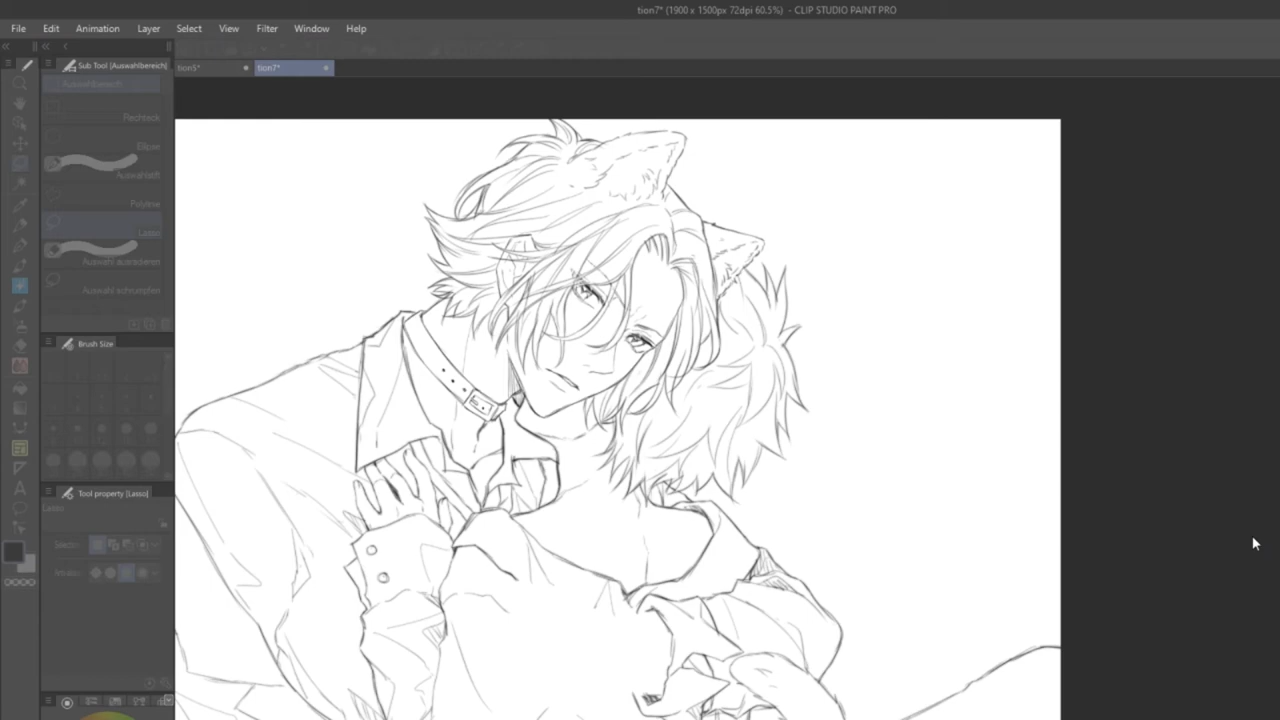 tion7* (1900 x 1500px 72dpi 60.5%) - CLIP STUDIO PAINT PRO
File Edit Animation Layer Select View Filter Window Help
Sub Tool [Auswahlbereich]
tion5*
tion7*
Auswahlbereich
Rechteck
Ellipse
Auswahlstift
Polylinie
Lasso
Auswahl ausradieren
Auswahl schrumpfen
Brush Size
Tool property [Lasso]
Lasso